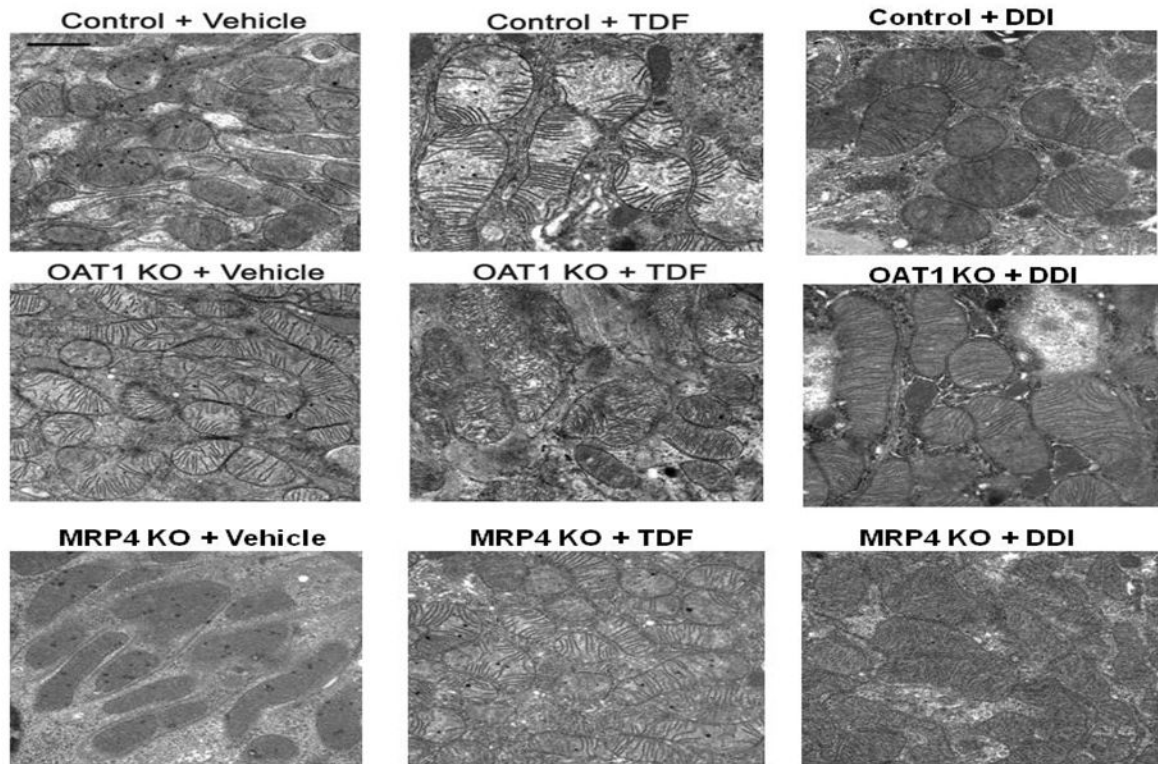 Control + Vehicle
Control + TDF
Control + DDI
OAT1 KO + Vehicle
OAT1 KO + TDF
OAT1 KO + DDI
MRP4 KO + Vehicle
MRP4 KO + TDF
MRP4 KO + DDI